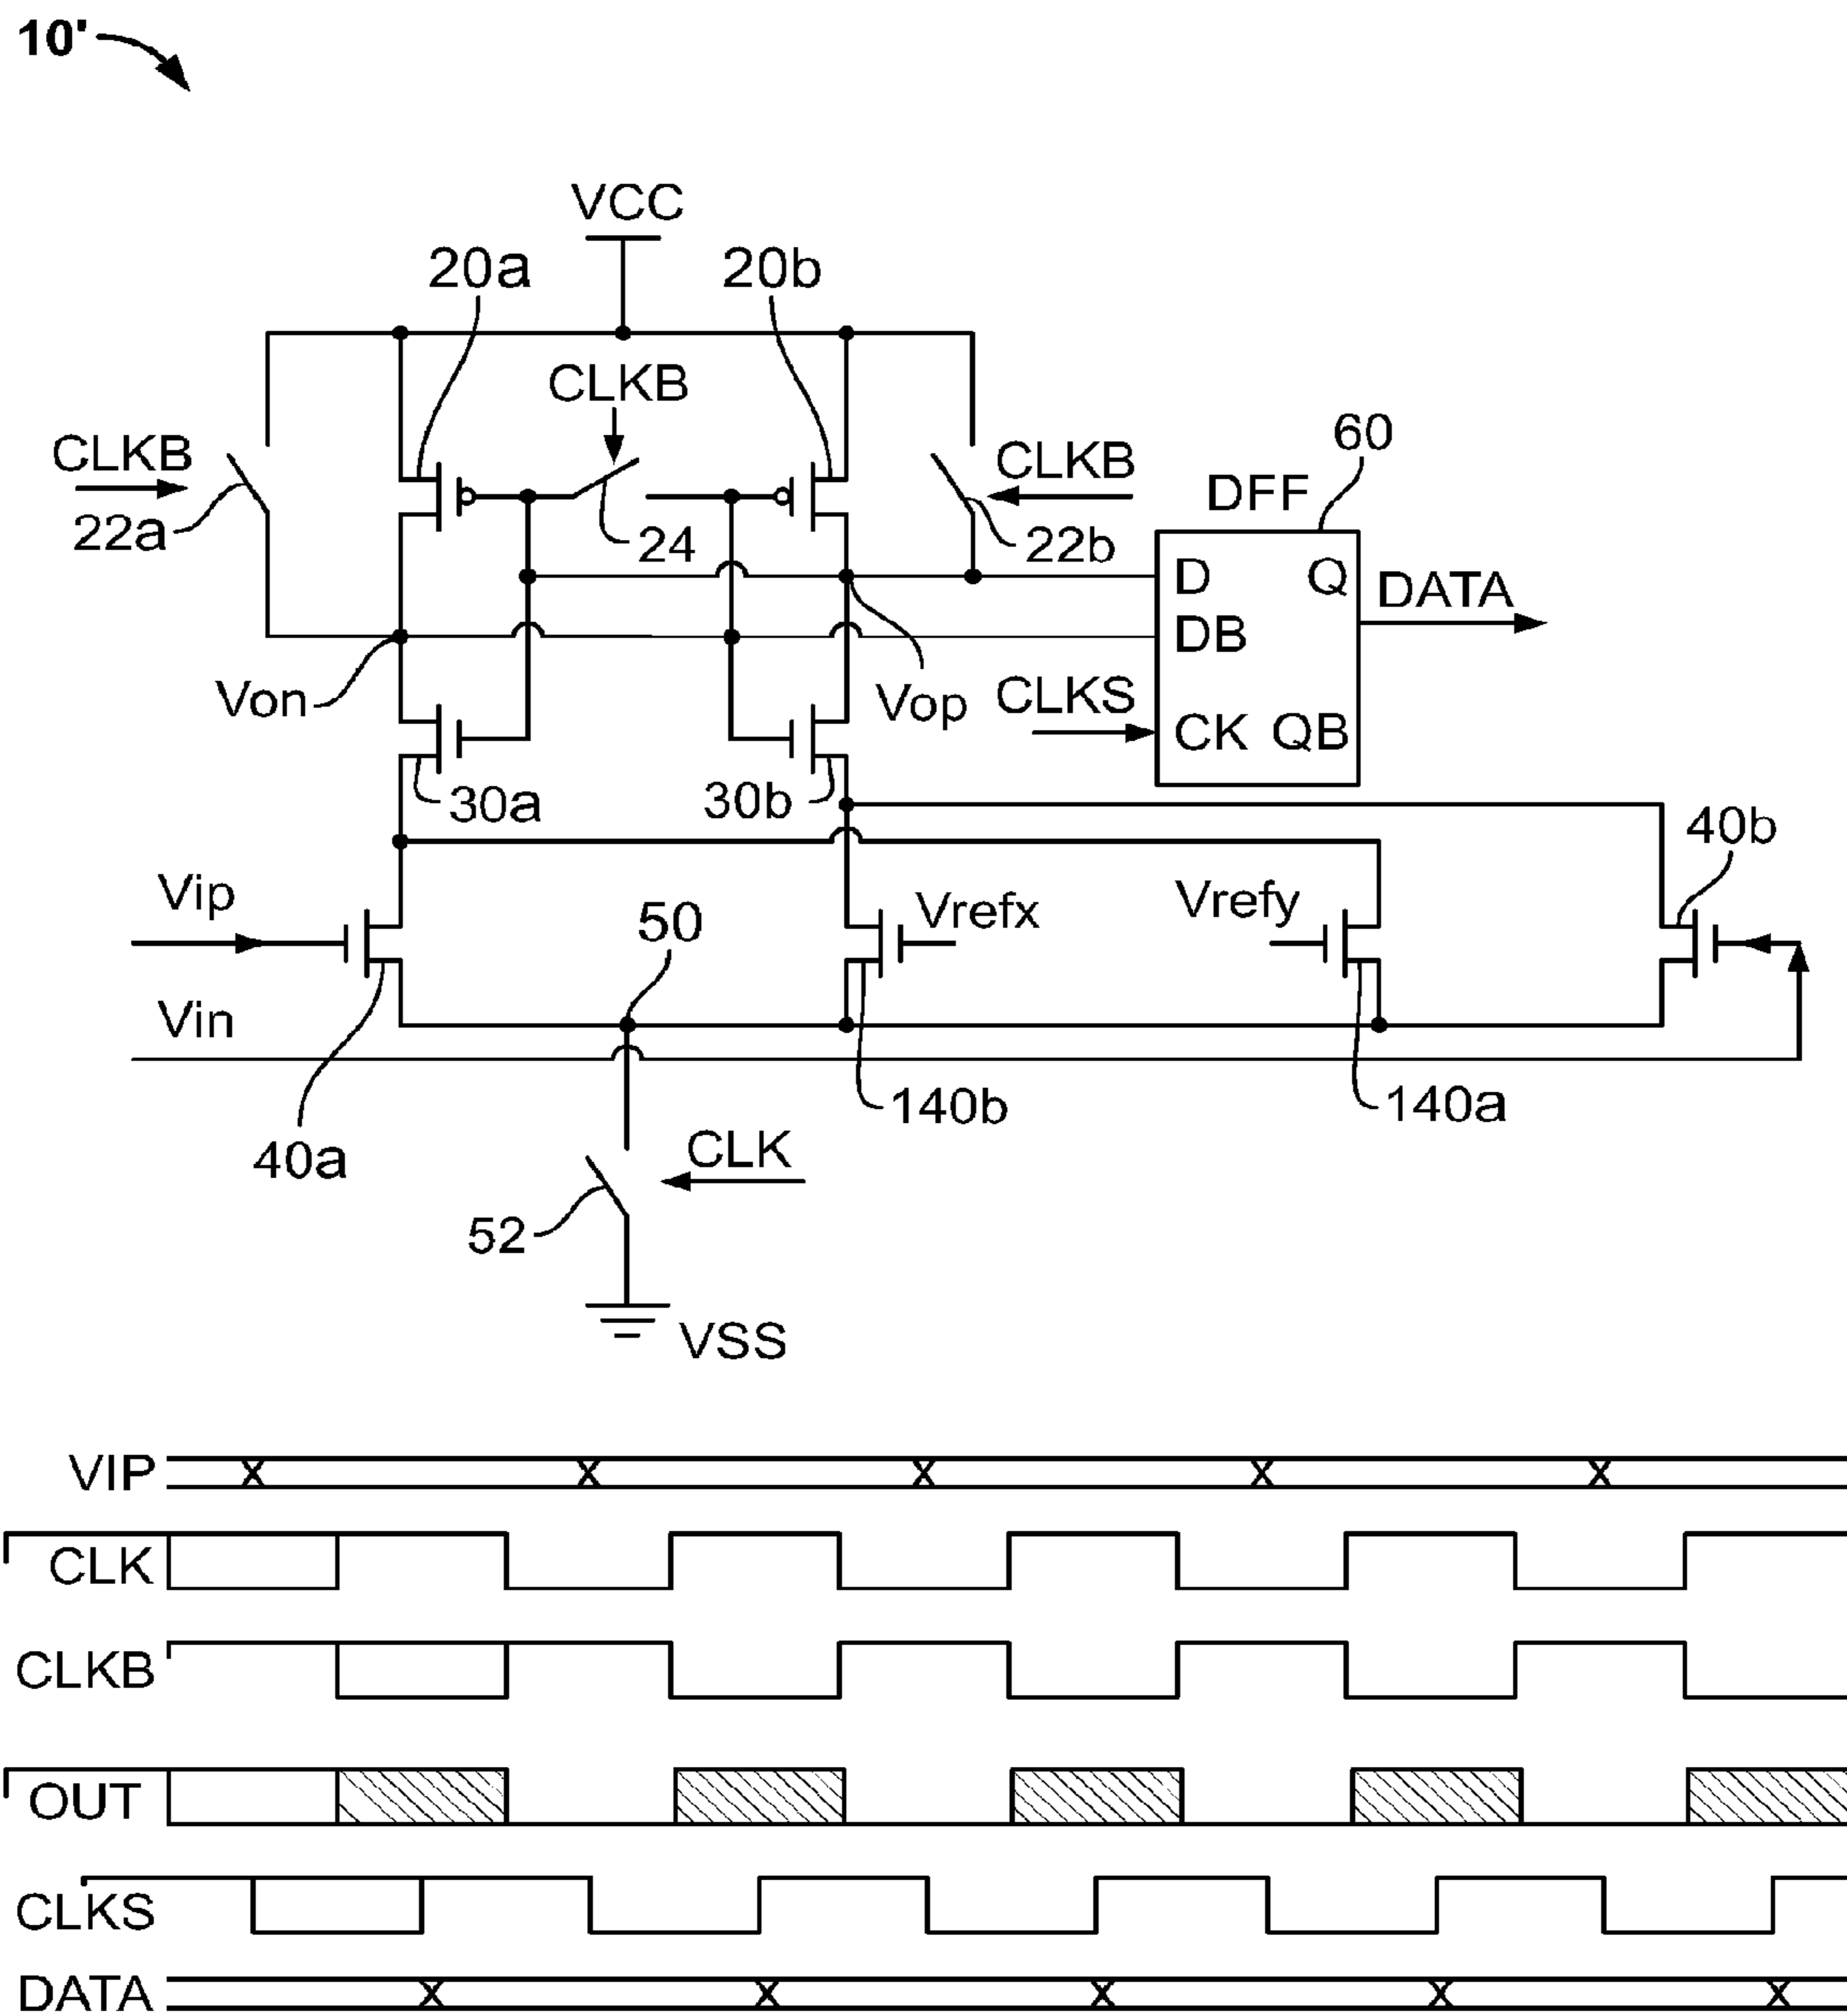 10'
VCC
20a
20b
CLKB
60
CLKB
CLKB
DFF
22a
24
22b
D
Q
DATA
DB
Von
Vop
CLKS
CK
QB
30a
30b
40b
Vip
50
Vrefx
Vrefy
Vin
140b
140a
40a
CLK
52
VSS
VIP
CLK
CLKB
OUT
CLKS
DATA